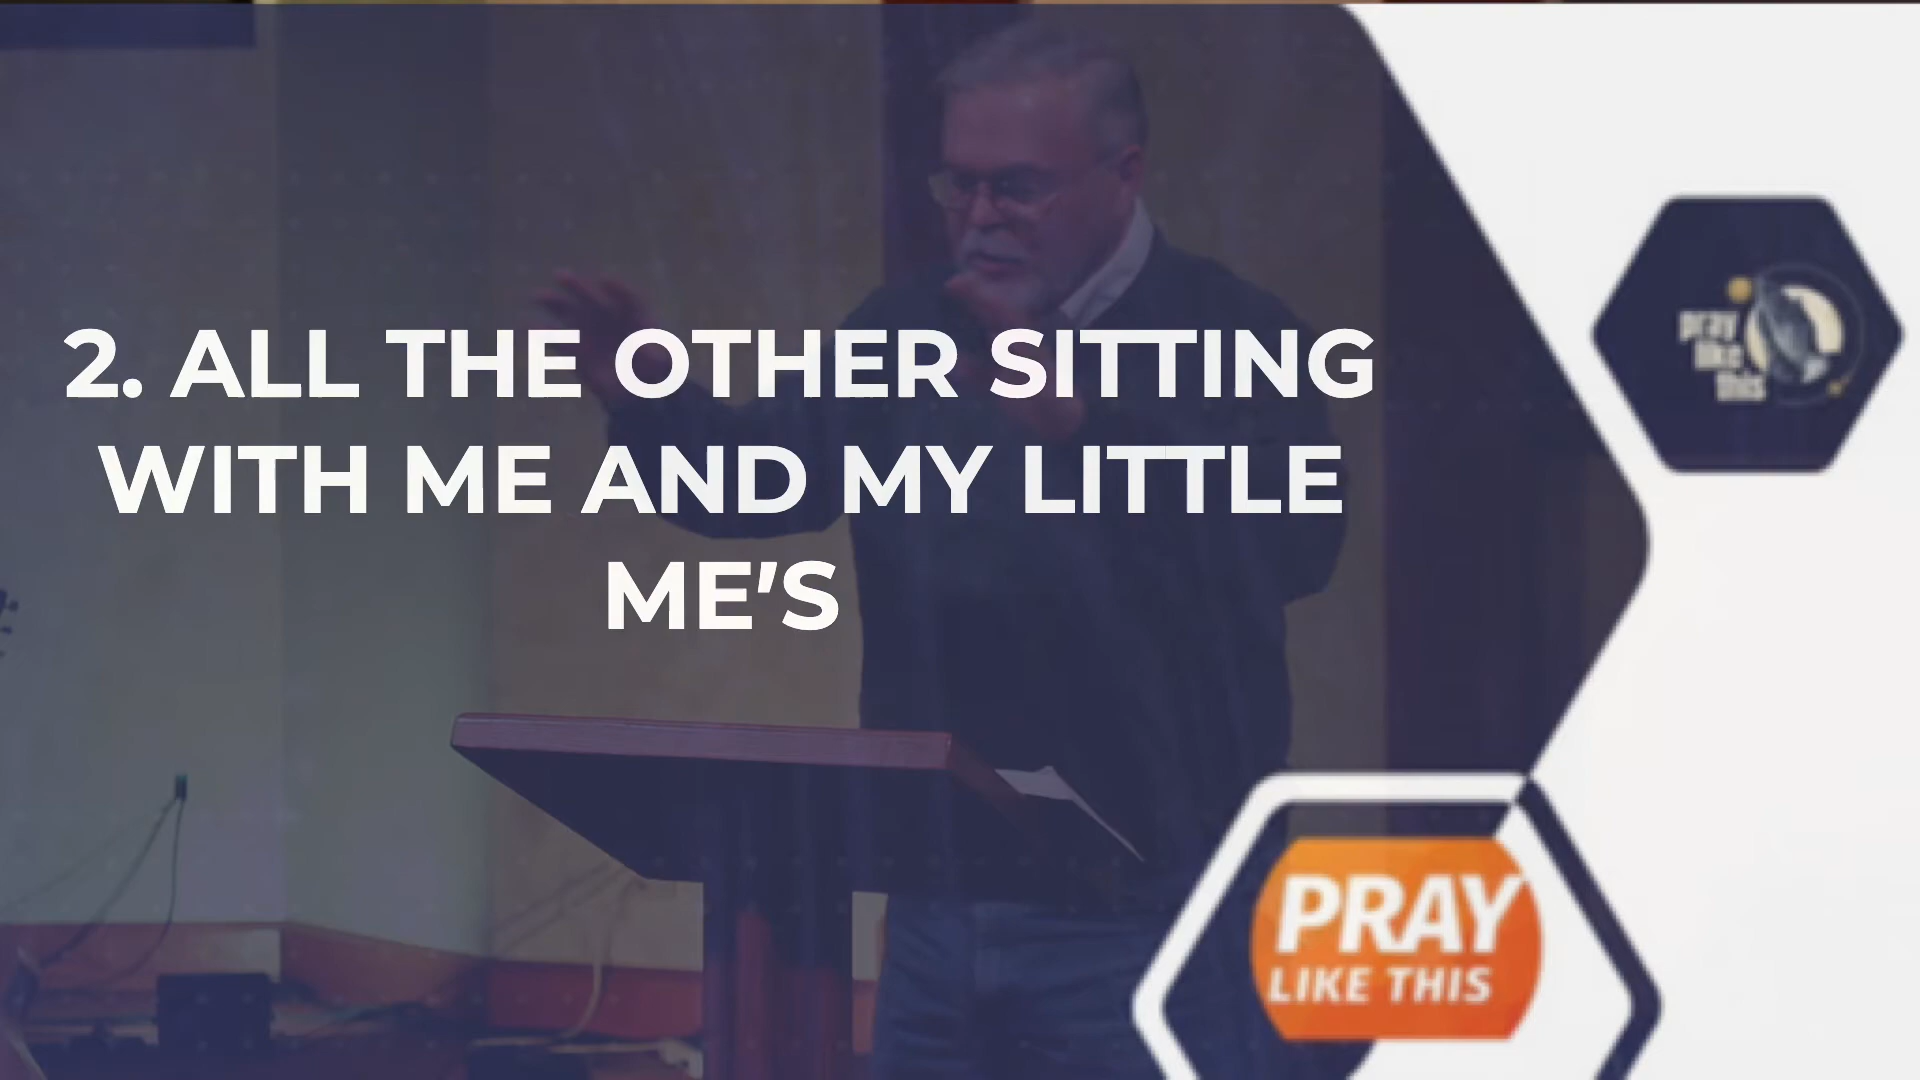 2. ALL THE OTHER SITTING
WITH ME AND MY LITTLE
ME'S
pray
like
this
PRAY
LIKE THIS